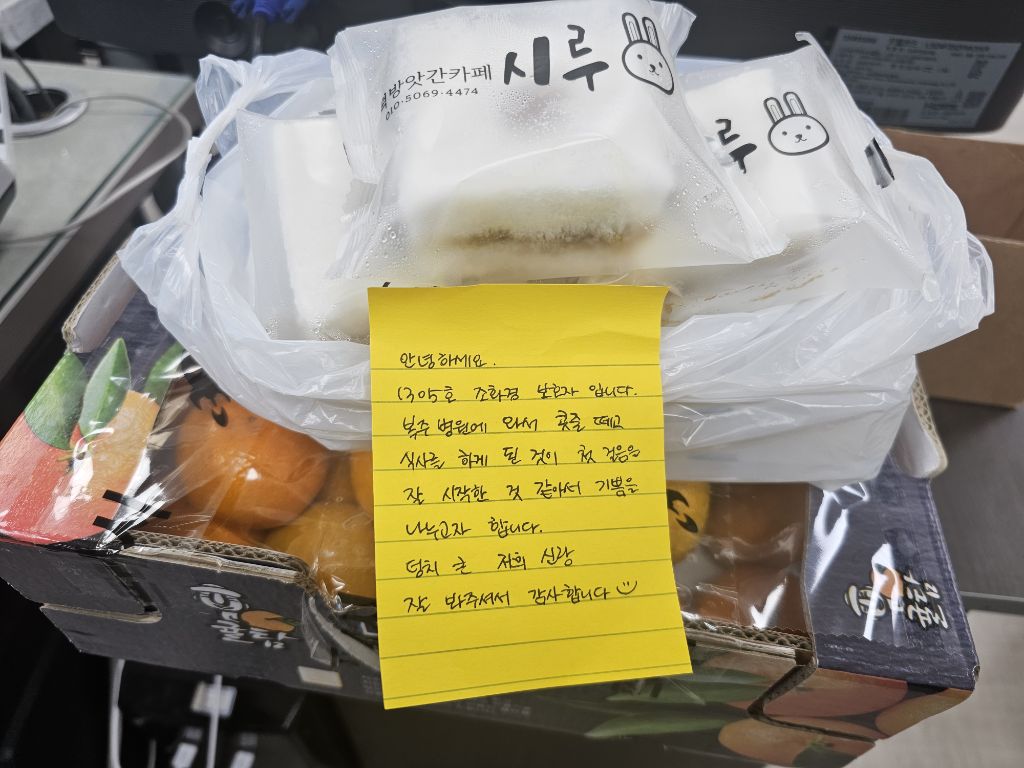 방앗간카페 시루
010·5069·4474
루
안녕하세요.
1305호 조화경 보호자 입니다.
복주 병원에 와서 콧줄 떼고
식사를 하게 된 것이 첫 걸음을
잘 시작한 것 같아서 기쁨을
나누고자 합니다.
덩치 큰 저희 신랑
잘 봐주셔서 감사합니다